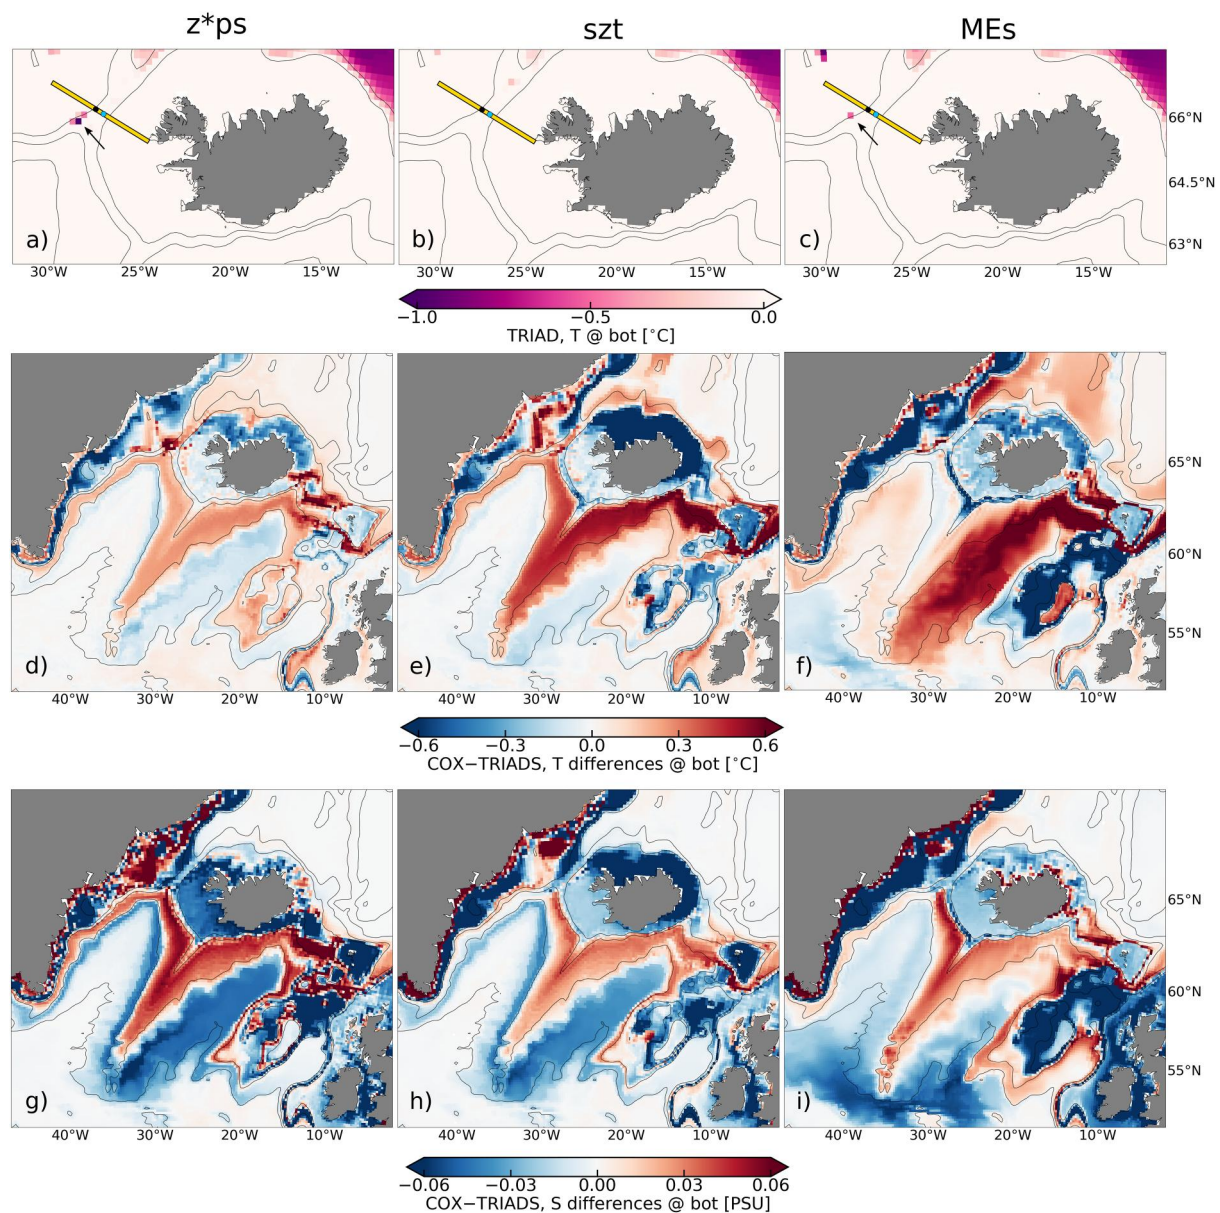 z*ps szt MEs
66°N
64.5°N
63°N
a) b) c)
30°W 25°W 20°W 15°W 30°W 25°W 20°W 15°W 30°W 25°W 20°W 15°W
−1.0 −0.5 0.0
TRIAD, T @ bot [°C]
65°N
60°N
55°N
d) e) f)
40°W 30°W 20°W 10°W 40°W 30°W 20°W 10°W 40°W 30°W 20°W 10°W
−0.6 −0.3 0.0 0.3 0.6
COX−TRIADS, T differences @ bot [°C]
65°N
60°N
55°N
g) h) i)
40°W 30°W 20°W 10°W 40°W 30°W 20°W 10°W 40°W 30°W 20°W 10°W
−0.06 −0.03 0.00 0.03 0.06
COX−TRIADS, S differences @ bot [PSU]